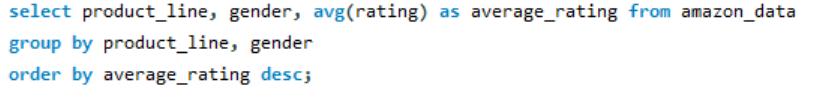 select product_line, gender, avg(rating) as average_rating from amazon_data
group by product_line, gender
order by average_rating desc;